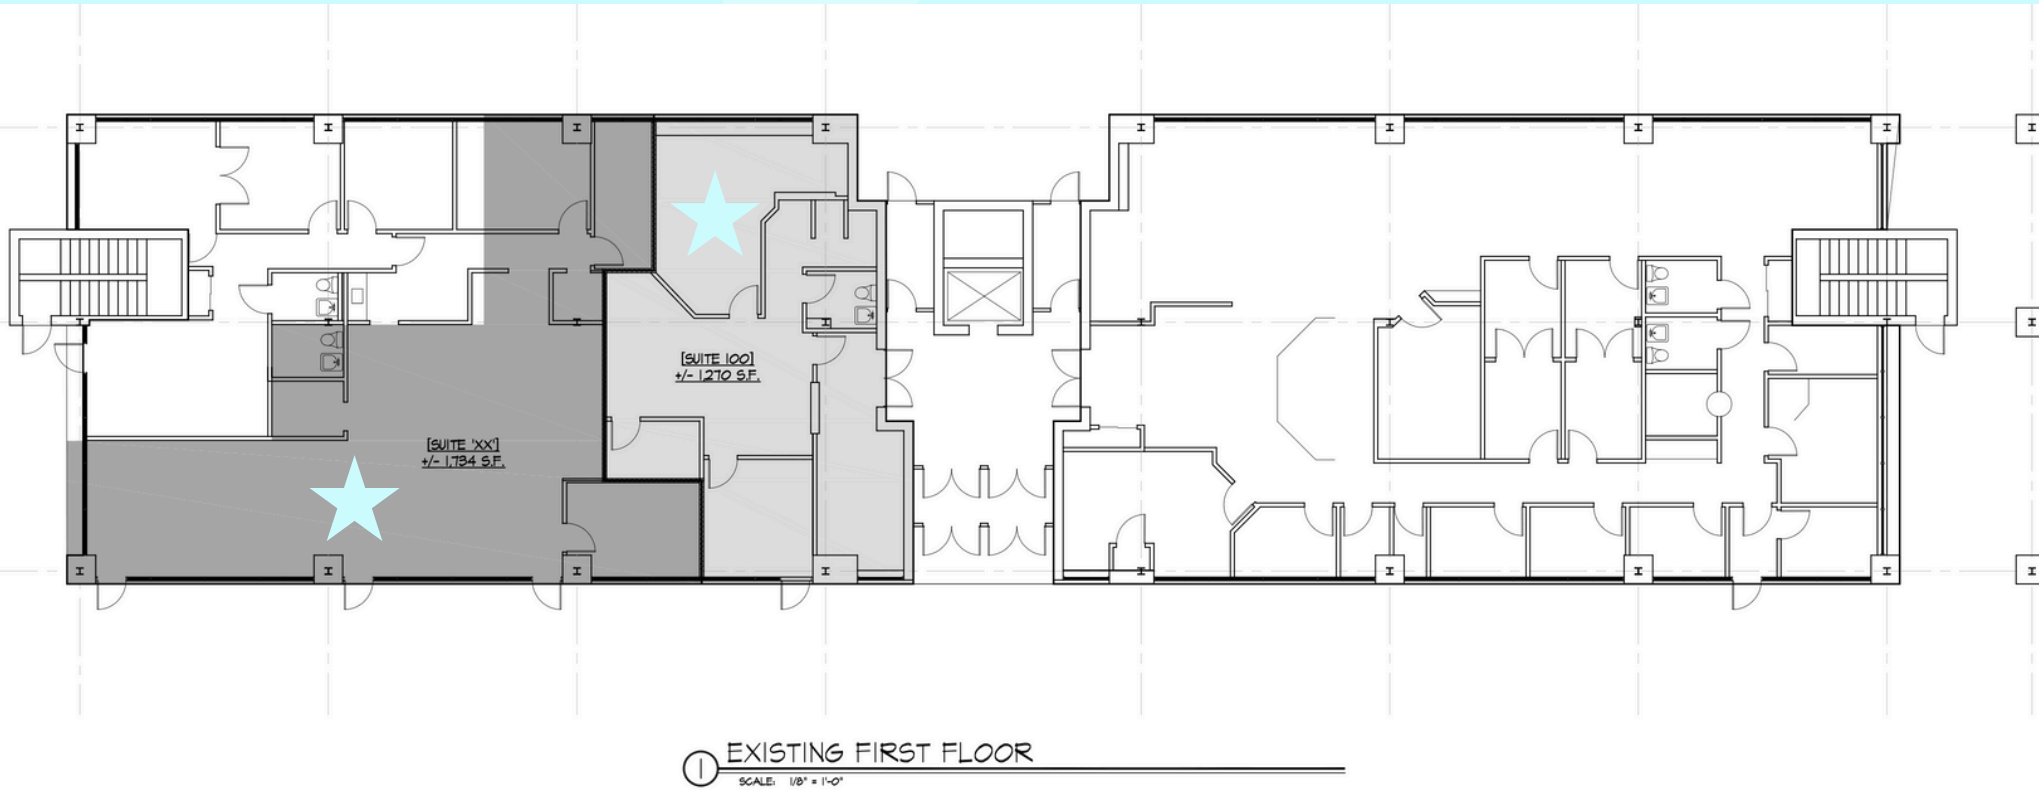 [SUITE 100]
+/- 1,270 S.F.
[SUITE 'XX']
+/- 1,734 S.F.
1 EXISTING FIRST FLOOR
SCALE: 1/8" = 1'-0"